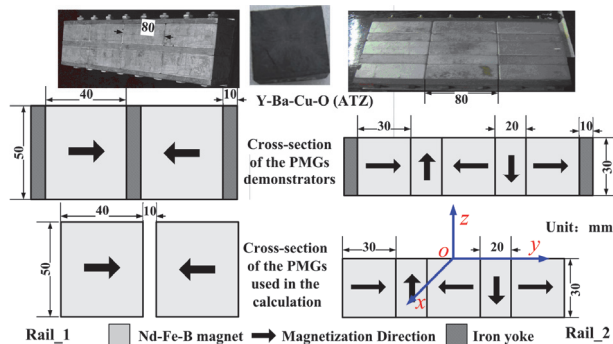 80
Y-Ba-Cu-O (ATZ)
80
40
10
50
Cross-section
of the PMGs
demonstrators
30
20
10
30
40
10
50
Cross-section
of the PMGs
used in the
calculation
Unit: mm
30
20
30
z
o
y
x
Rail_1
Nd-Fe-B magnet
Magnetization Direction
Iron yoke
Rail_2